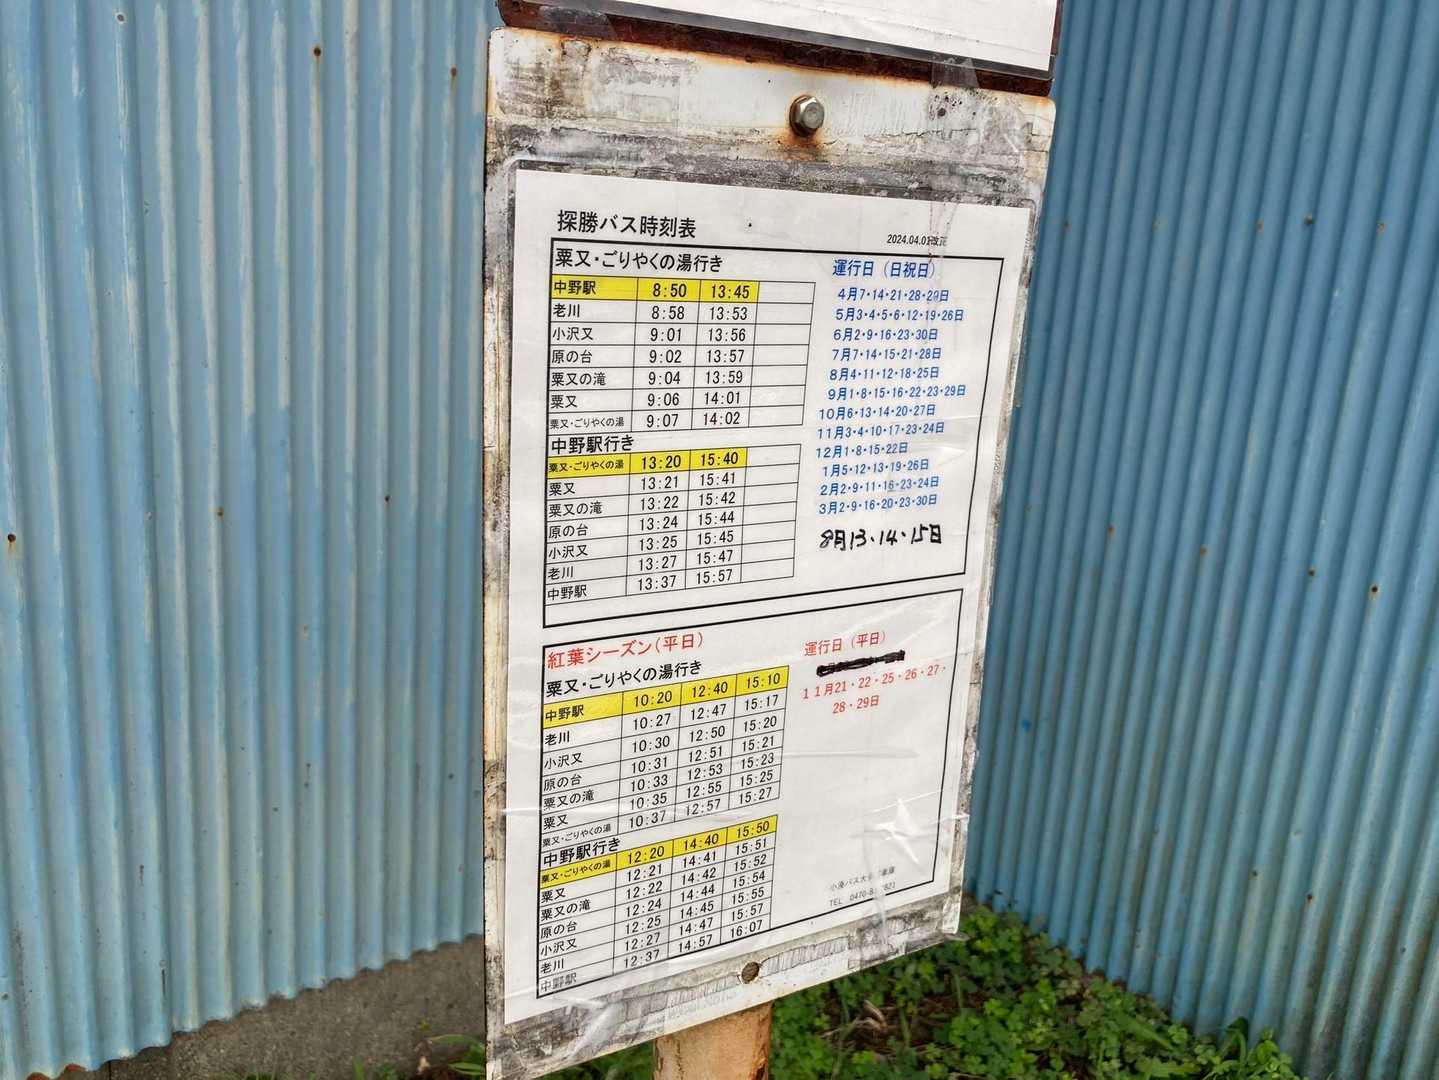 探勝バス時刻表
2024.04.01改正
粟又・ごりやくの湯行き
中野駅 8:50 13:45
老川 8:58 13:53
小沢又 9:01 13:56
原の台 9:02 13:57
粟又の滝 9:04 13:59
粟又 9:06 14:01
粟又・ごりやくの湯 9:07 14:02
中野駅行き
粟又・ごりやくの湯 13:20 15:40
粟又 13:21 15:41
粟又の滝 13:22 15:42
原の台 13:24 15:44
小沢又 13:25 15:45
老川 13:27 15:47
中野駅 13:37 15:57
運行日（日祝日）
4月7・14・21・28・29日
5月3・4・5・6・12・19・26日
6月2・9・16・23・30日
7月7・14・15・21・28日
8月4・11・12・18・25日
9月1・8・15・16・22・23・29日
10月6・13・14・20・27日
11月3・4・10・17・23・24日
12月1・8・15・22日
1月5・12・13・19・26日
2月2・9・11・16・23・24日
3月2・9・16・20・23・30日
8月13・14・15日
紅葉シーズン（平日）
粟又・ごりやくの湯行き
中野駅 10:20 12:40 15:10
老川 10:27 12:47 15:17
小沢又 10:30 12:50 15:20
原の台 10:31 12:51 15:21
粟又の滝 10:33 12:53 15:23
粟又 10:35 12:55 15:25
粟又・ごりやくの湯 10:37 12:57 15:27
中野駅行き
粟又・ごりやくの湯 12:20 14:40 15:50
粟又 12:21 14:41 15:51
粟又の滝 12:22 14:42 15:52
原の台 12:24 14:44 15:54
小沢又 12:25 14:45 15:55
老川 12:27 14:47 15:57
中野駅 12:37 14:57 16:07
運行日（平日）
11月21・22・25・26・27・
28・29日
小湊バス
TEL